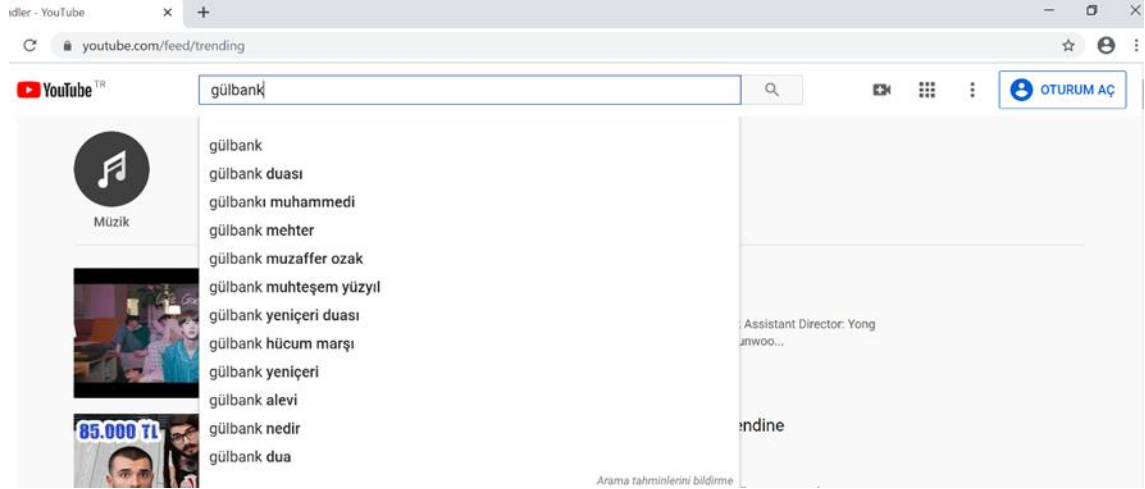 dler - YouTube
youtube.com/feed/trending
YouTube TR
gülbank
OTURUM AÇ
Müzik
gülbank
gülbank duası
gülbankı muhammedi
gülbank mehter
gülbank muzaffer ozak
gülbank muhteşem yüzyıl
gülbank yeniçeri duası
gülbank hücum marşı
gülbank yeniçeri
gülbank alevi
gülbank nedir
gülbank dua
Arama tahminlerini bildirme
Assistant Director: Yong
unwoo...
endine
85.000 TL